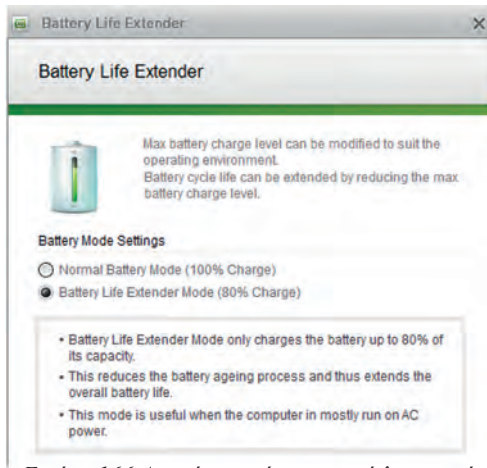 Battery Life Extender
Battery Life Extender
Max battery charge level can be modified to suit the
operating environment.
Battery cycle life can be extended by reducing the max
battery charge level.
Battery Mode Settings
Normal Battery Mode (100% Charge)
Battery Life Extender Mode (80% Charge)
• Battery Life Extender Mode only charges the battery up to 80% of
its capacity.
• This reduces the battery ageing process and thus extends the
overall battery life.
• This mode is useful when the computer in mostly run on AC
power.